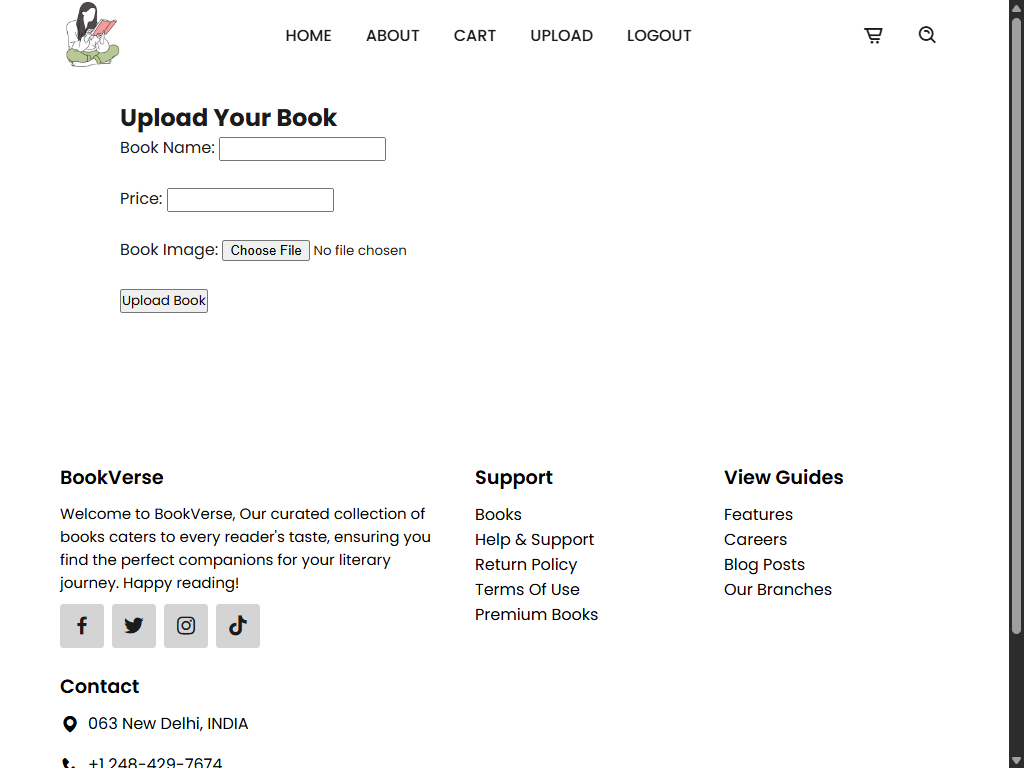 HOME ABOUT CART UPLOAD LOGOUT
Upload Your Book
Book Name:
Price:
Book Image: Choose File No file chosen
Upload Book
BookVerse
Welcome to BookVerse, Our curated collection of
books caters to every reader's taste, ensuring you
find the perfect companions for your literary
journey. Happy reading!
Support
Books
Help & Support
Return Policy
Terms Of Use
Premium Books
View Guides
Features
Careers
Blog Posts
Our Branches
Contact
063 New Delhi, INDIA
+1 248-429-7674